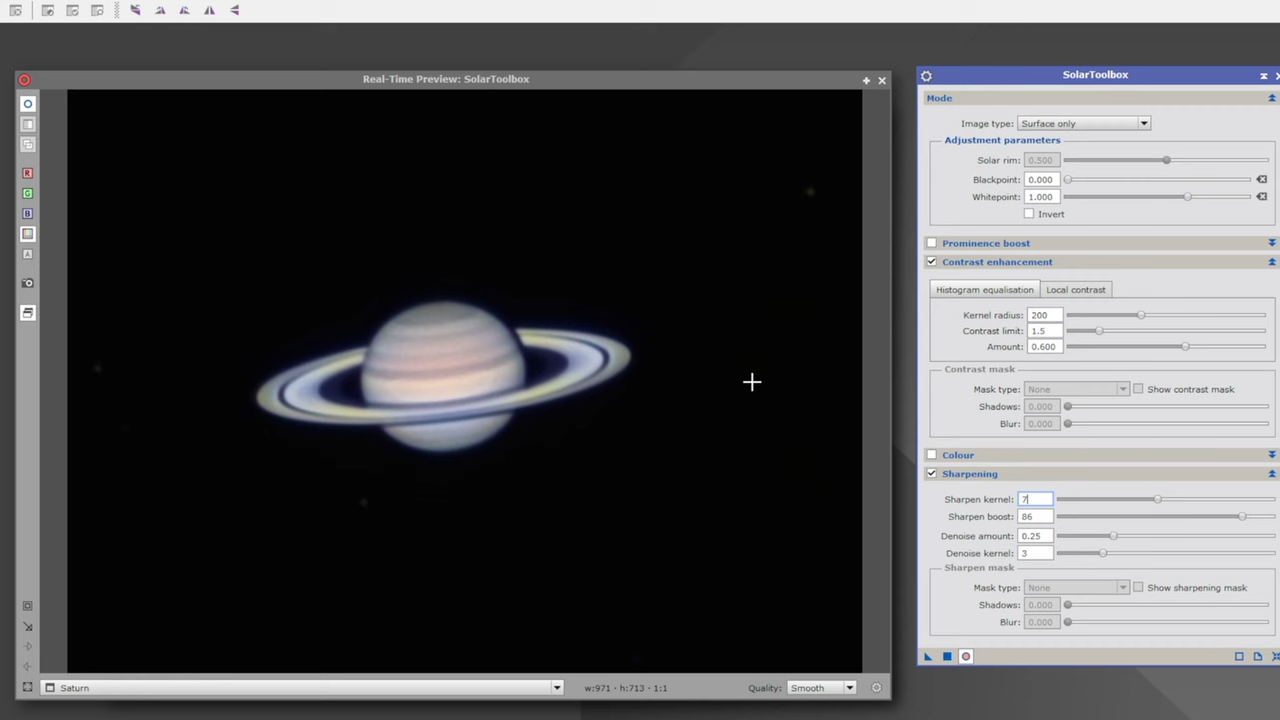 Real-Time Preview: SolarToolbox
R
G
B
A
Saturn
w:971 · h:713 · 1:1
Quality: Smooth
SolarToolbox
Mode
Image type: Surface only
Adjustment parameters
Solar rim: 0.500
Blackpoint: 0.000
Whitepoint: 1.000
Invert
Prominence boost
Contrast enhancement
Histogram equalisation Local contrast
Kernel radius: 200
Contrast limit: 1.5
Amount: 0.600
Contrast mask
Mask type: None Show contrast mask
Shadows: 0.000
Blur: 0.000
Colour
Sharpening
Sharpen kernel: 7
Sharpen boost: 86
Denoise amount: 0.25
Denoise kernel: 3
Sharpen mask
Mask type: None Show sharpening mask
Shadows: 0.000
Blur: 0.000